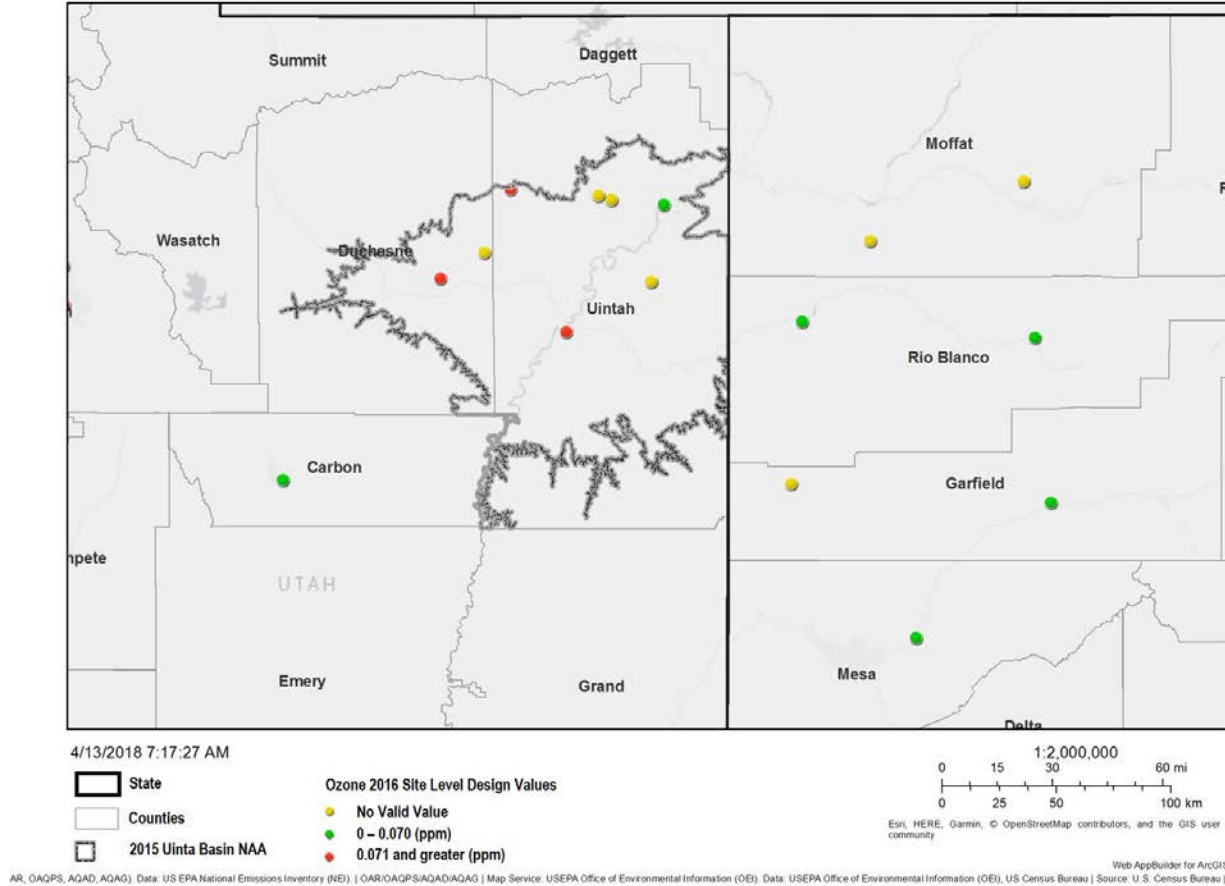 Summit
Daggett
Moffat
Wasatch
Duchesne
Uintah
Rio Blanco
Carbon
Garfield
npete
UTAH
Emery
Grand
Mesa
Delta
4/13/2018 7:17:27 AM
State
Counties
2015 Uinta Basin NAA
Ozone 2016 Site Level Design Values
No Valid Value
0 – 0.070 (ppm)
0.071 and greater (ppm)
1:2,000,000
0 15 30 60 mi
0 25 50 100 km
Esri, HERE, Garmin, © OpenStreetMap contributors, and the GIS user
community
Web AppBuilder for ArcGIS
AR, OAQPS, AQAD, AQAG). Data: US EPA National Emissions Inventory (NEI). | OAR/OAQPS/AQAD/AQAG | Map Service: USEPA Office of Environmental Information (OEI). Data: USEPA Office of Environmental Information (OEI), US Census Bureau | Source: U.S. Census Bureau |